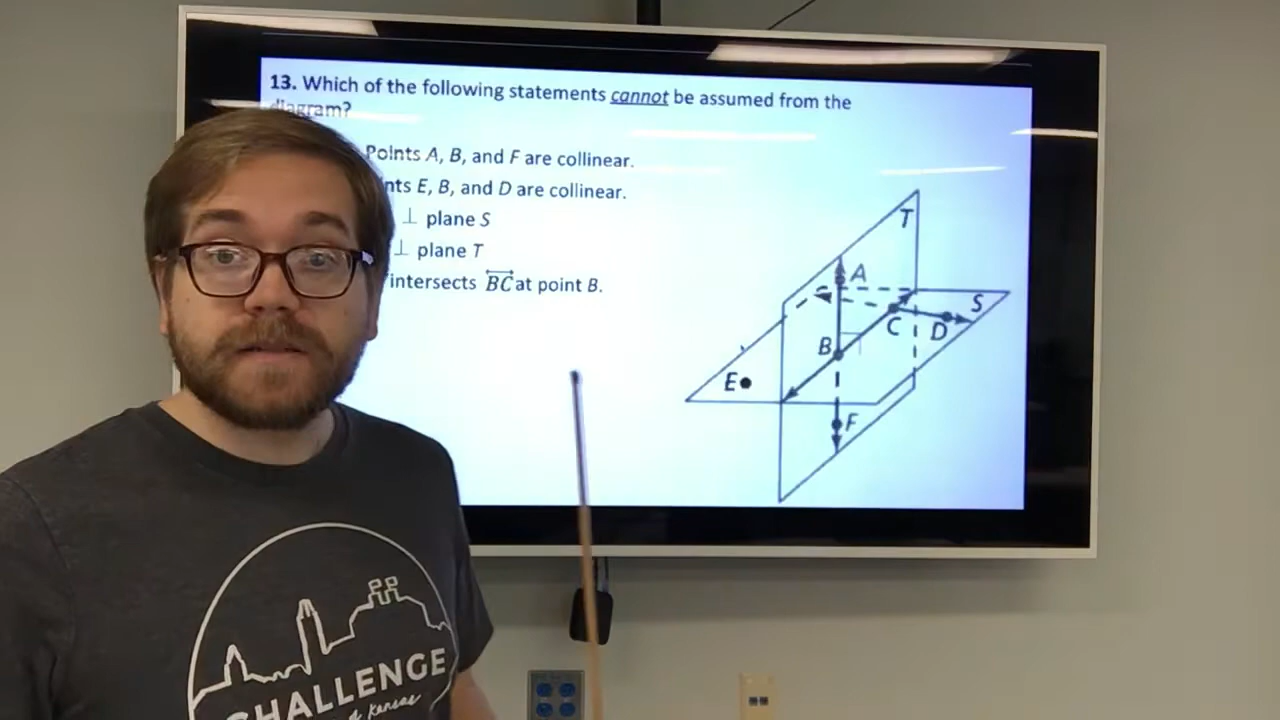 13. Which of the following statements cannot be assumed from the
diagram?
Points A, B, and F are collinear.
nts E, B, and D are collinear.
⊥ plane S
⊥ plane T
intersects BC at point B.
T
A
S
C
D
B
E
F
CHALLENGE
Kansas